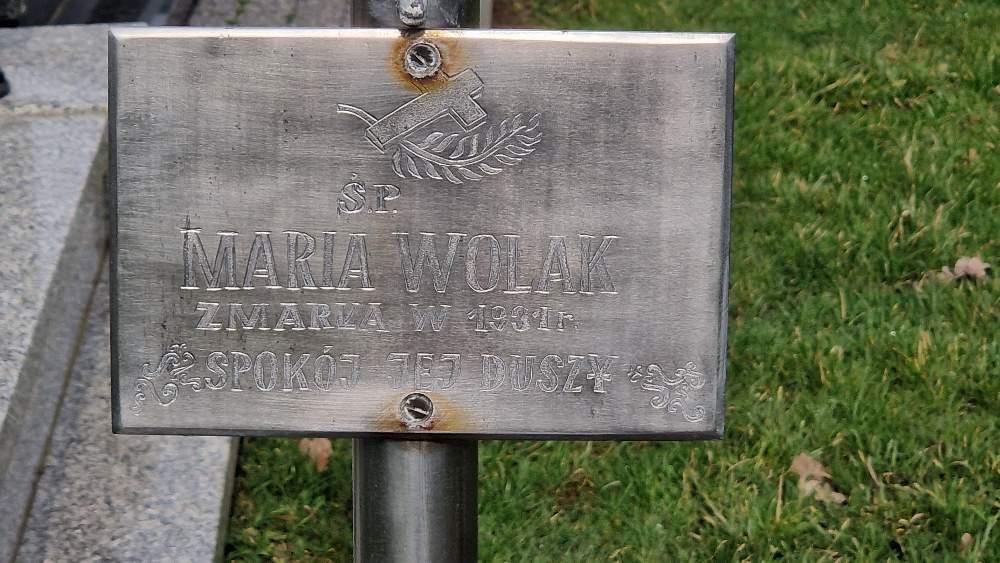 Ś.P.
MARIA WOLAK
ZMARŁA W 1931r.
SPOKÓJ JEJ DUSZY